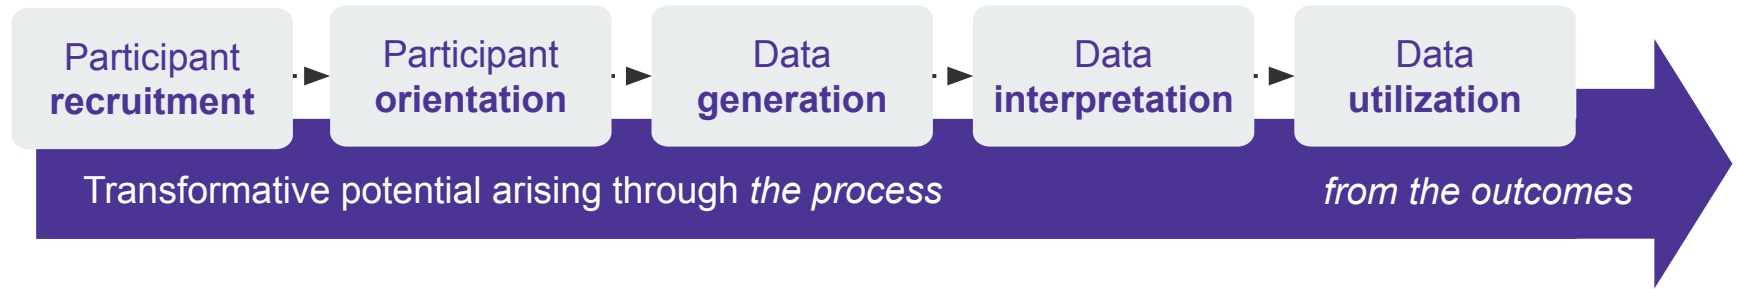 Participant
recruitment
Participant
orientation
Data
generation
Data
interpretation
Data
utilization
Transformative potential arising through the process
from the outcomes